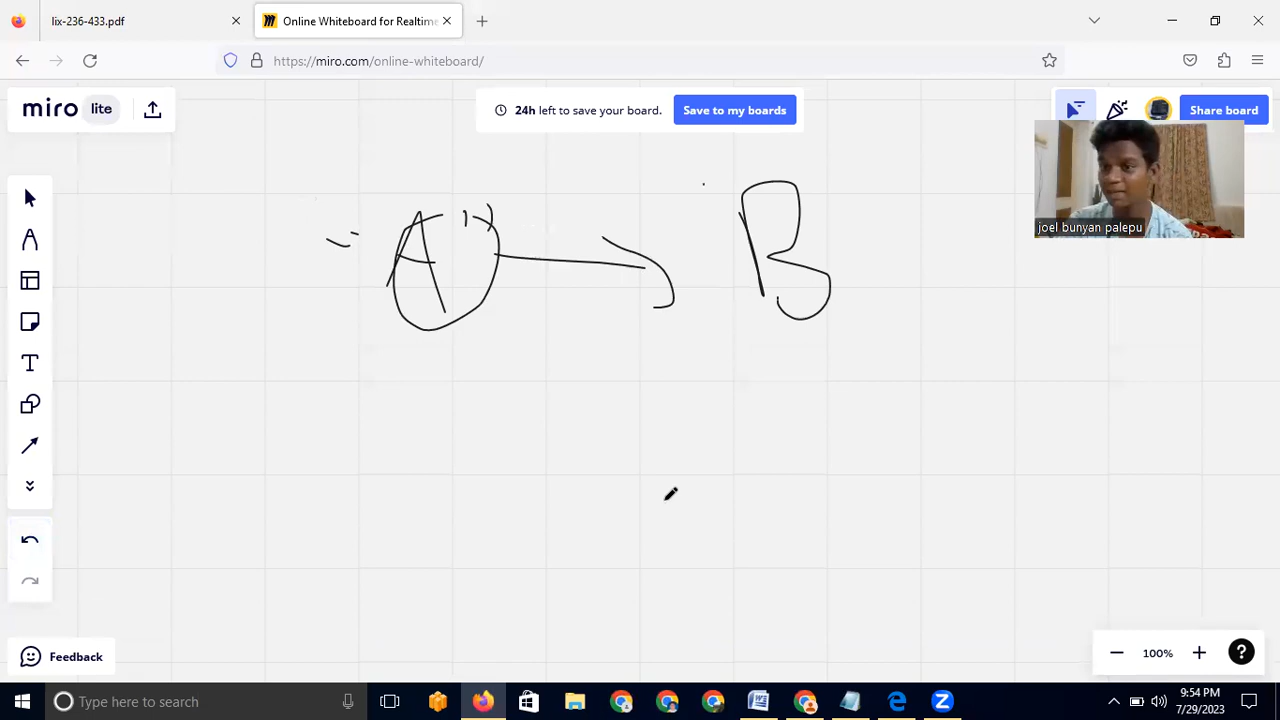 lix-236-433.pdf
Online Whiteboard for Realtime
https://miro.com/online-whiteboard/
miro lite
24h left to save your board.
Save to my boards
Share board
joel bunyan palepu
A
B
T
Feedback
100%
?
Type here to search
9:54 PM
7/29/2023